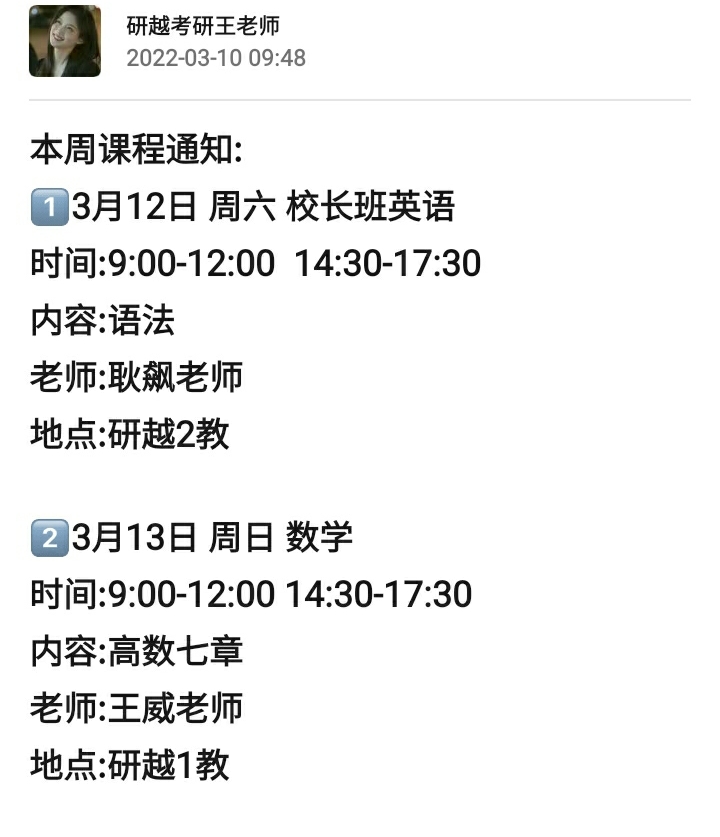 研越考研王老师
2022-03-10 09:48
本周课程通知:
1️⃣3月12日 周六 校长班英语
时间:9:00-12:00  14:30-17:30
内容:语法
老师:耿飙老师
地点:研越2教
2️⃣3月13日 周日 数学
时间:9:00-12:00 14:30-17:30
内容:高数七章
老师:王威老师
地点:研越1教